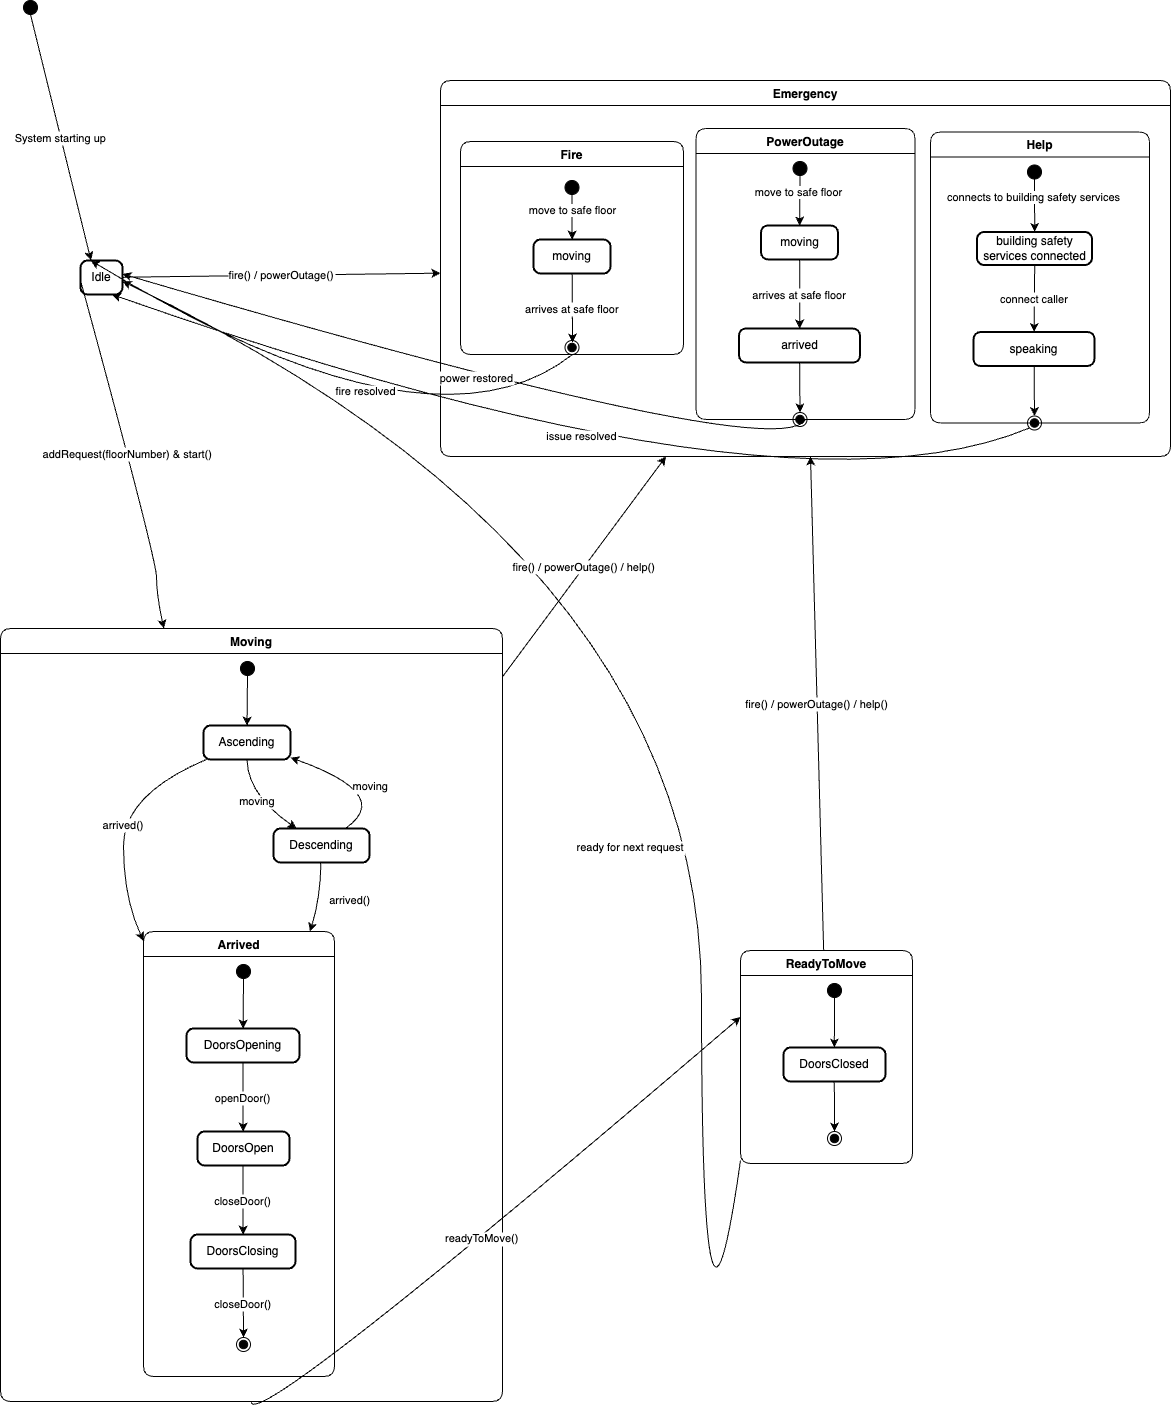 System starting up
Idle
fire() / powerOutage()
Emergency
Fire
move to safe floor
moving
arrives at safe floor
PowerOutage
move to safe floor
moving
arrives at safe floor
arrived
Help
connects to building safety services
building safety
services connected
connect caller
speaking
power restored
fire resolved
issue resolved
addRequest(floorNumber) & start()
fire() / powerOutage() / help()
fire() / powerOutage() / help()
Moving
Ascending
moving
moving
arrived()
Descending
arrived()
Arrived
DoorsOpening
openDoor()
DoorsOpen
closeDoor()
DoorsClosing
closeDoor()
ready for next request
readyToMove()
ReadyToMove
DoorsClosed